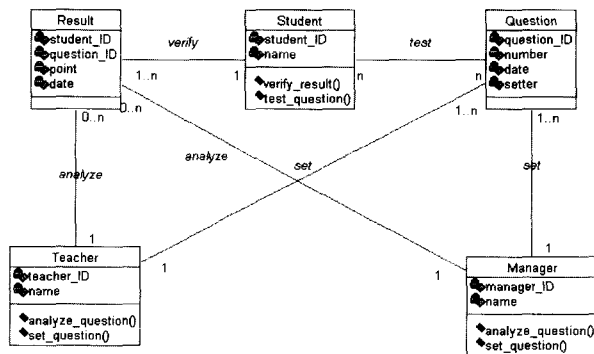 Result
student_ID
question_ID
point
date
verify
1..n
1
Student
student_ID
name
verify_result()
test_question()
test
n
n
Question
question_ID
number
date
setter
0..n
0..n
1..n
1..n
analyze
analyze
set
set
1
1
1
1
Teacher
teacher_ID
name
analyze_question()
set_question()
Manager
manager_ID
name
analyze_question()
set_question()